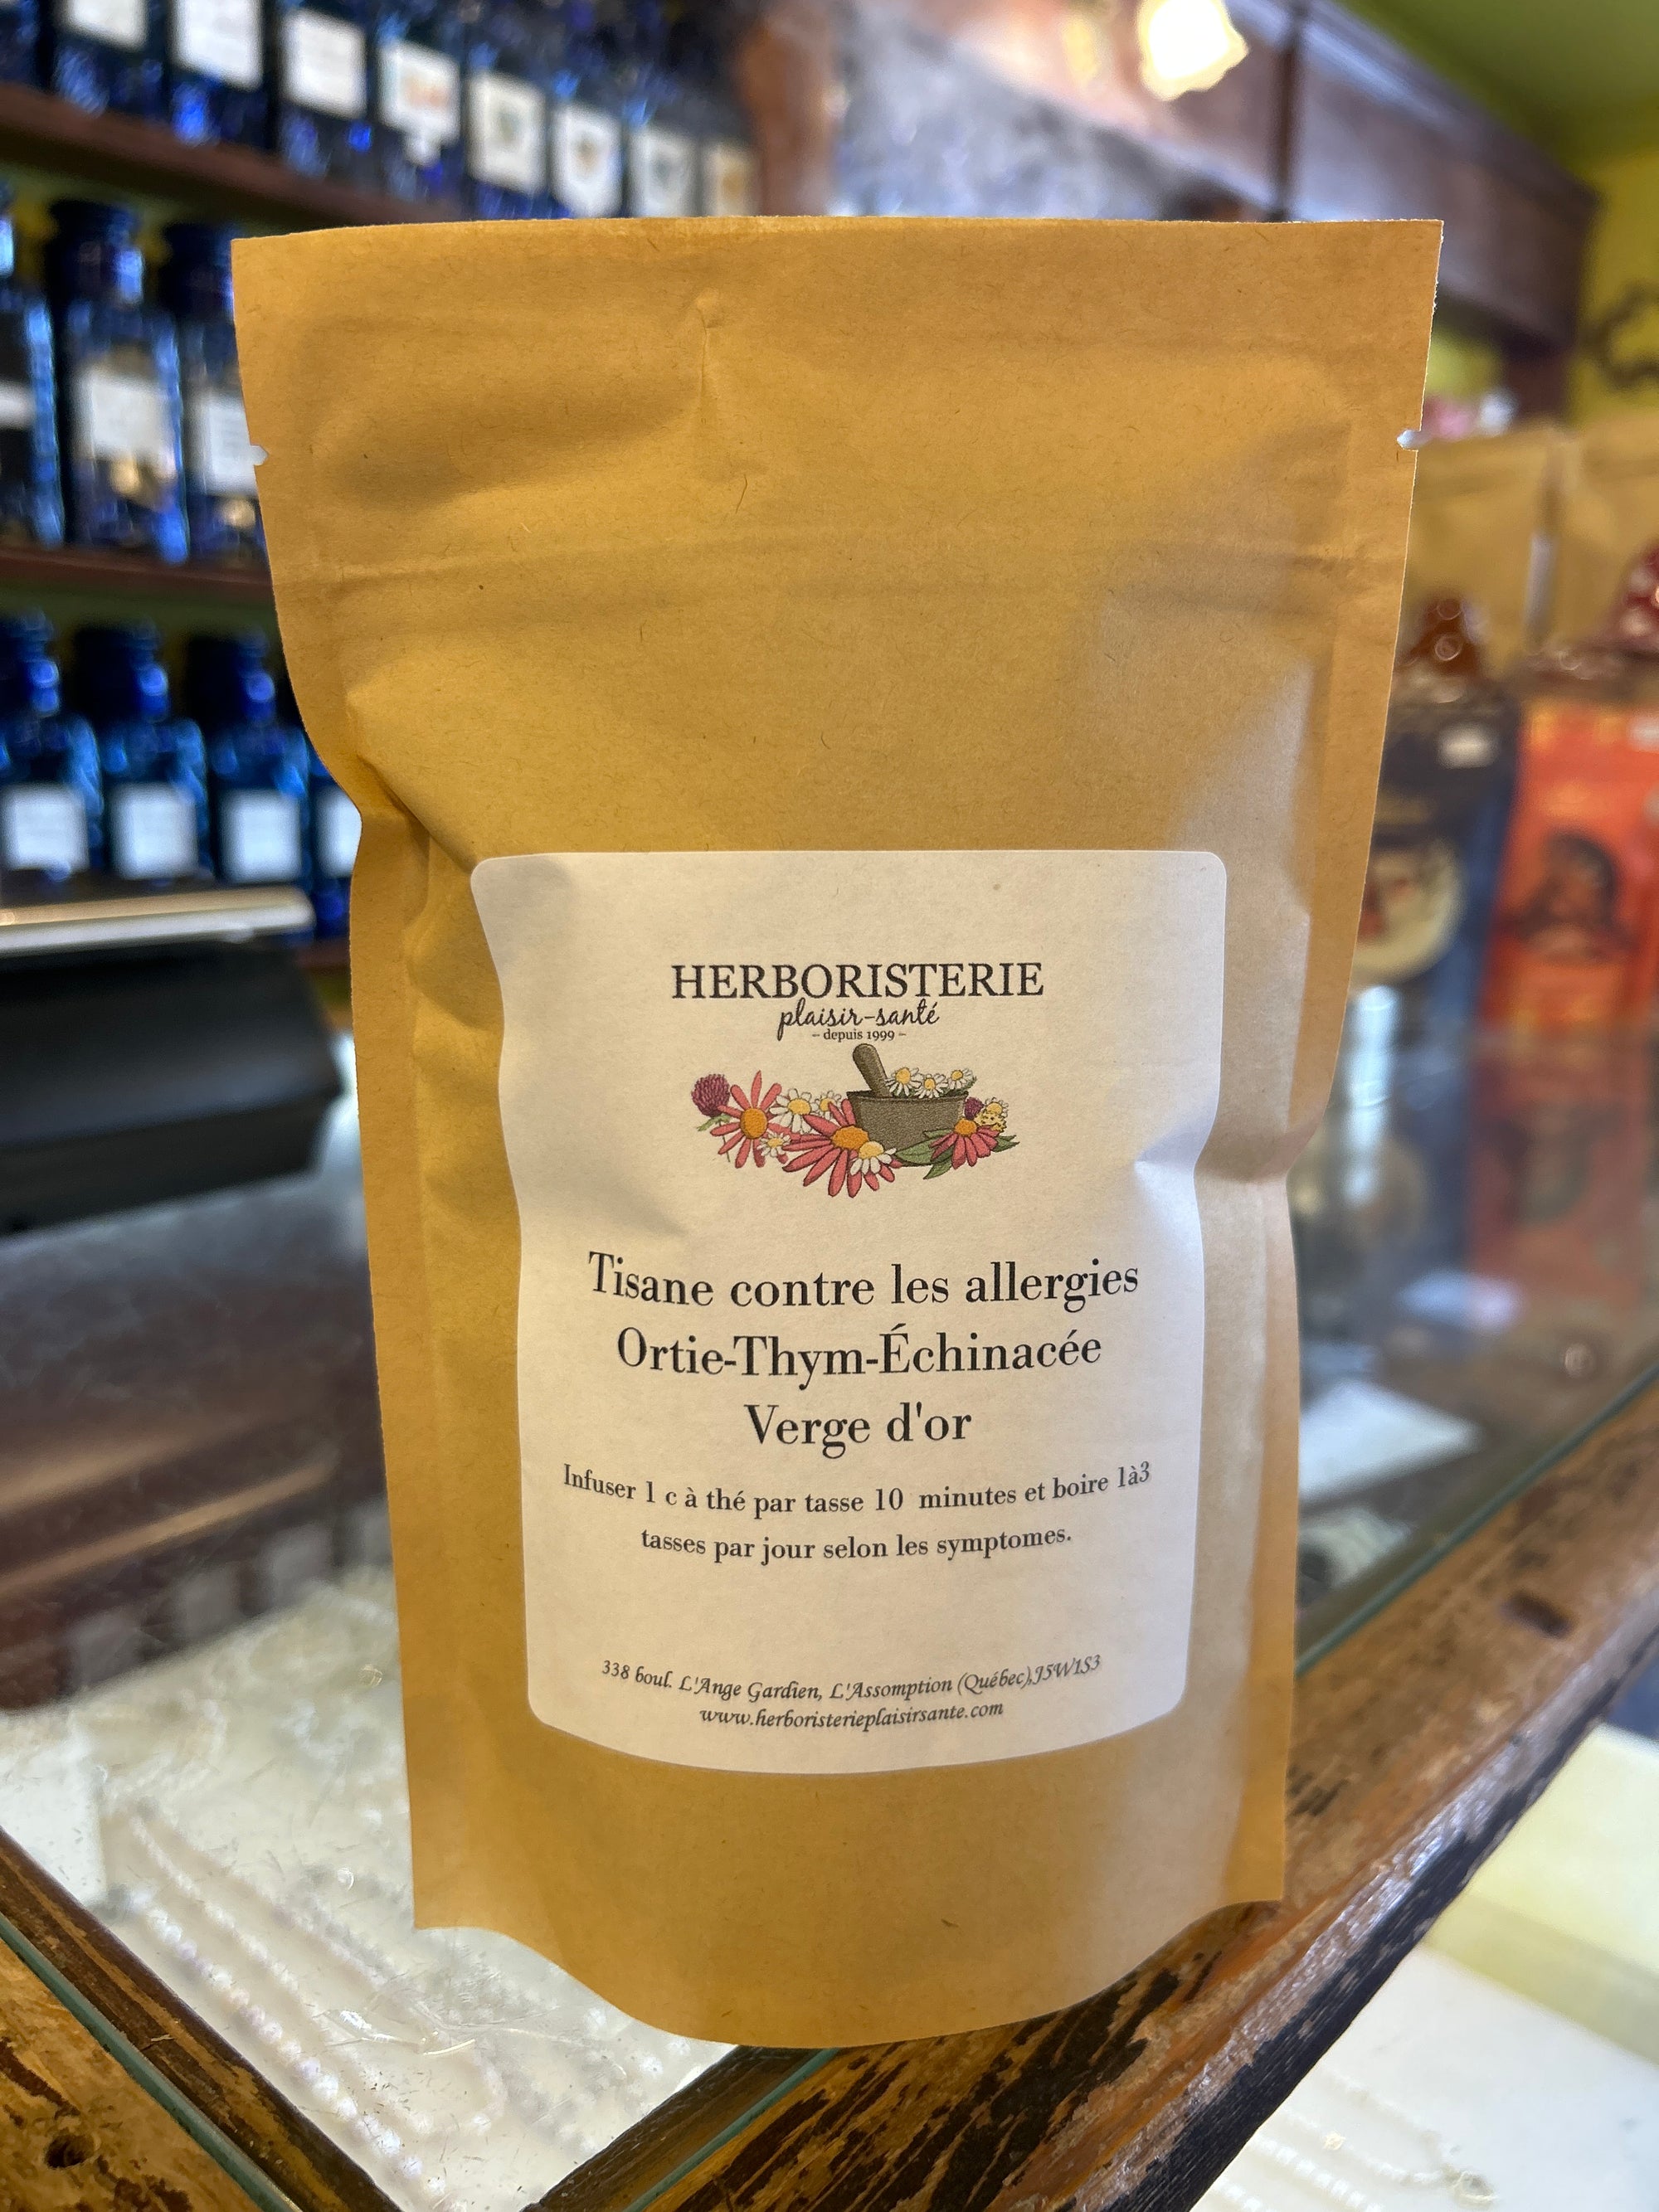 HERBORISTERIE
plaisir-santé
- depuis 1999 -
Tisane contre les allergies
Ortie-Thym-Échinacée
Verge d'or
Infuser 1 c à thé par tasse 10 minutes et boire 1à3
tasses par jour selon les symptomes.
338 boul. L'Ange Gardien, L'Assomption (Québec),J5W1S3
www.herboristerieplaisirsante.com